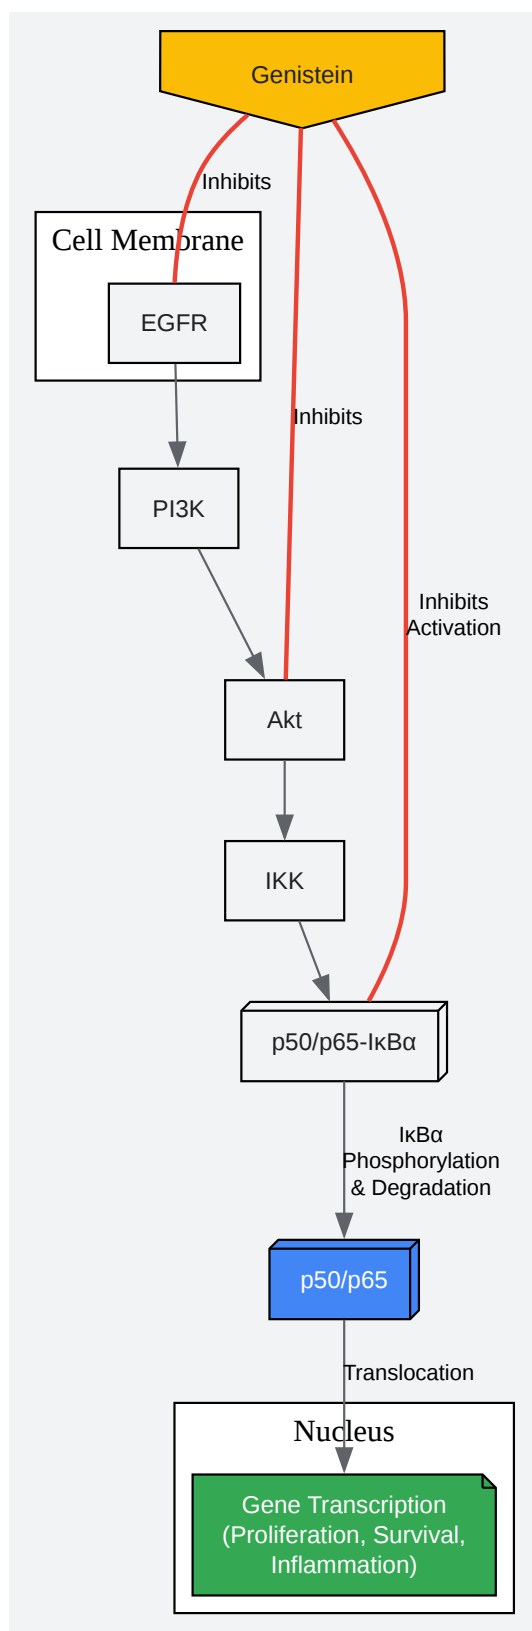 Genistein
Inhibits
Cell Membrane
EGFR
Inhibits
PI3K
Inhibits
Activation
Akt
IKK
p50/p65-IκBα
IκBα
Phosphorylation
& Degradation
p50/p65
Translocation
Nucleus
Gene Transcription
(Proliferation, Survival,
Inflammation)